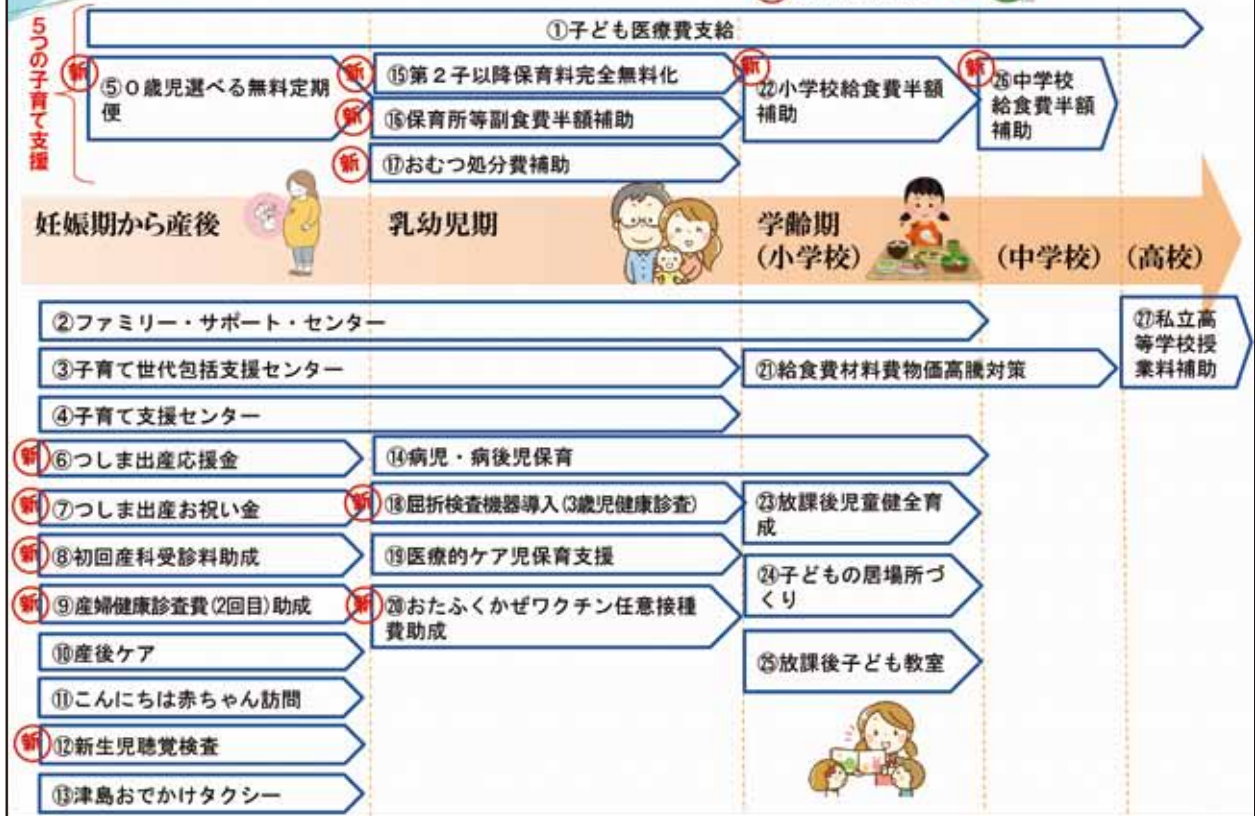 5つの子育て支援
①子ども医療費支給
新
⑤0歳児選べる無料定期
便
新
⑮第2子以降保育料完全無料化
新
⑯保育所等副食費半額補助
新
⑰おむつ処分費補助
新
㉒小学校給食費半額
補助
新
㉖中学校
給食費半額
補助
妊娠期から産後
乳幼児期
学齢期
(小学校)
(中学校)
(高校)
②ファミリー・サポート・センター
③子育て世代包括支援センター
④子育て支援センター
㉑給食費材料費物価高騰対策
㉗私立高
等学校授
業料補助
新
⑥つしま出産応援金
新
⑦つしま出産お祝い金
新
⑧初回産科受診料助成
新
⑨産婦健康診査費(2回目)助成
⑩産後ケア
⑪こんにちは赤ちゃん訪問
新
⑫新生児聴覚検査
⑬津島おでかけタクシー
⑭病児・病後児保育
新
⑱屈折検査機器導入(3歳児健康診査)
⑲医療的ケア児保育支援
新
⑳おたふくかぜワクチン任意接種
費助成
㉓放課後児童健全育
成
㉔子どもの居場所づ
くり
㉕放課後子ども教室